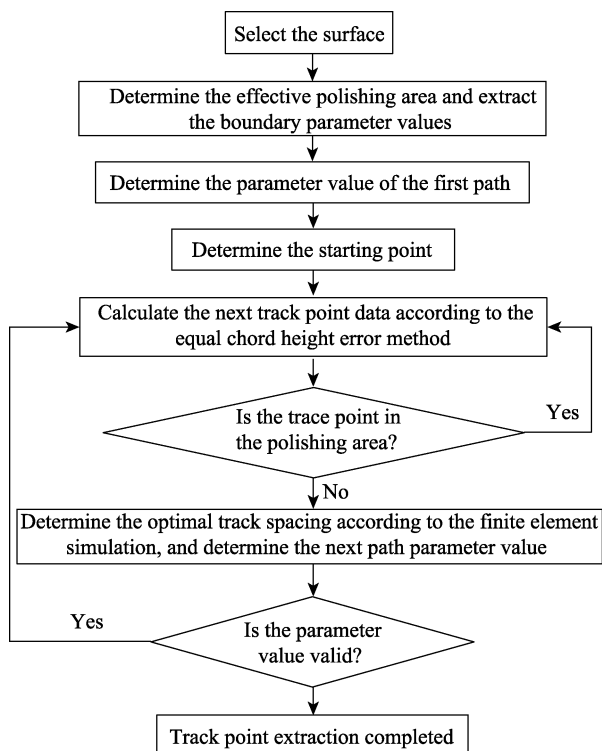 Select the surface
Determine the effective polishing area and extract
the boundary parameter values
Determine the parameter value of the first path
Determine the starting point
Calculate the next track point data according to the
equal chord height error method
Is the trace point in
the polishing area?
Yes
No
Determine the optimal track spacing according to the finite element
simulation, and determine the next path parameter value
Yes
Is the parameter
value valid?
Track point extraction completed